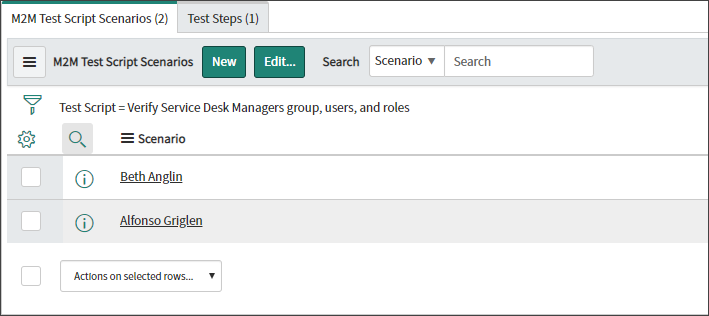 M2M Test Script Scenarios (2) Test Steps (1)
M2M Test Script Scenarios New Edit... Search Scenario Search
Test Script = Verify Service Desk Managers group, users, and roles
Scenario
Beth Anglin
Alfonso Griglen
Actions on selected rows...